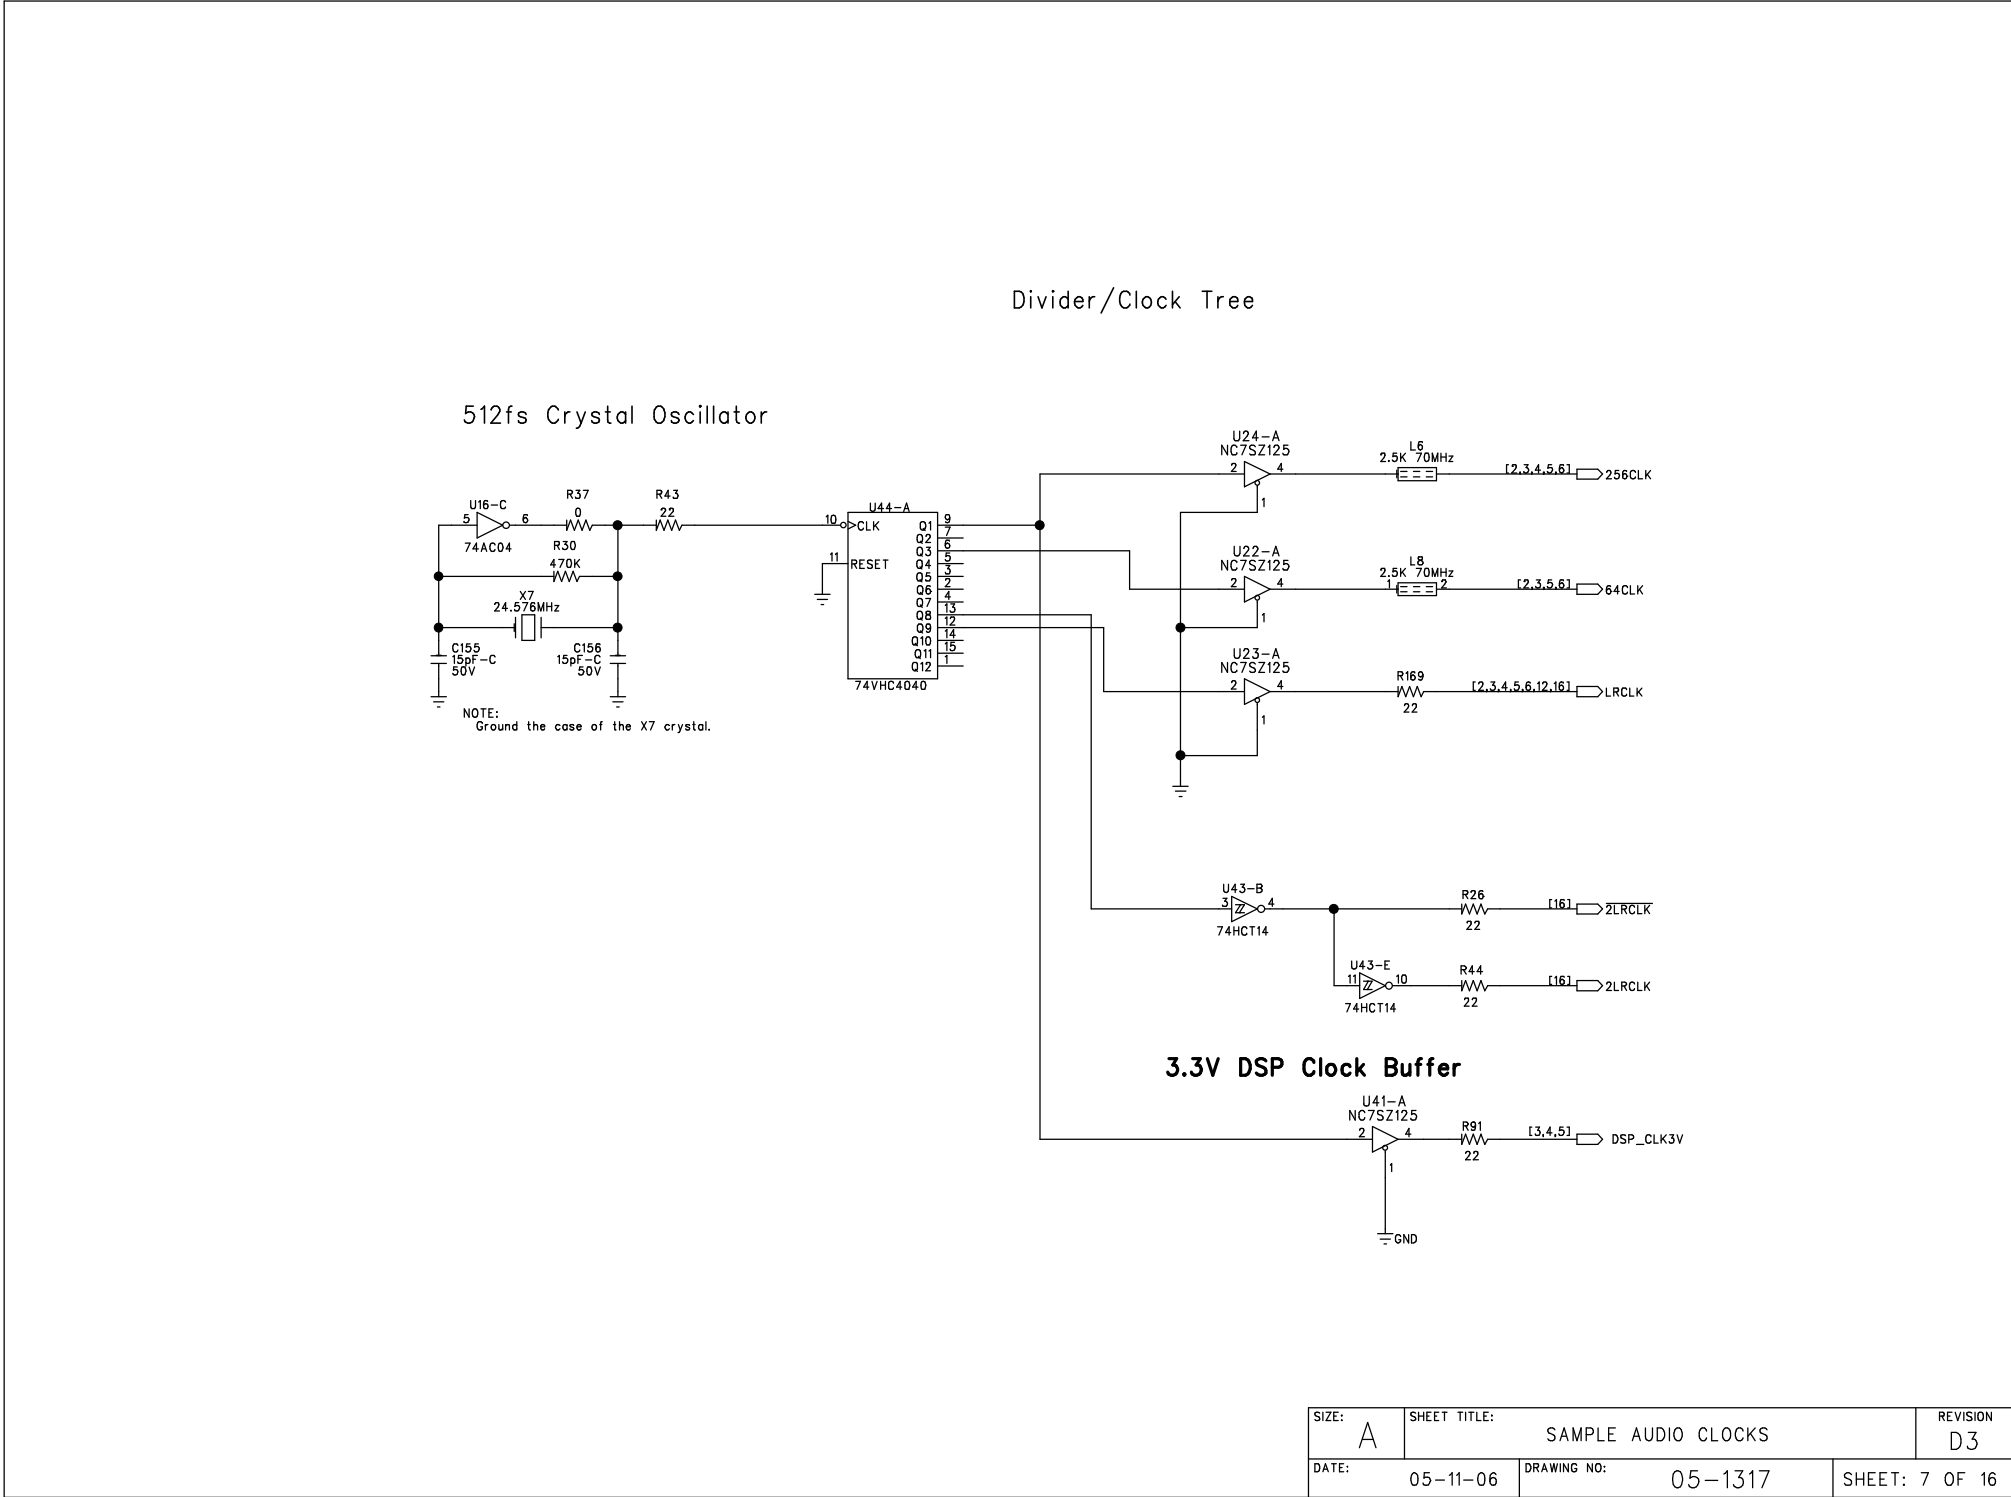 Divider/Clock Tree
512fs Crystal Oscillator
U16-C
5
6
74AC04
R37
0
R43
22
R30
470K
X7
24.576MHz
C155
15pF-C
50V
C156
15pF-C
50V
NOTE:
Ground the case of the X7 crystal.
U44-A
10
CLK
11
RESET
Q1 9
Q2 7
Q3 6
Q4 5
Q5 3
Q6 2
Q7 4
Q8 13
Q9 12
Q10 14
Q11 15
Q12 1
74VHC4040
U24-A
NC7SZ125
2
4
1
L6
2.5K 70MHz
[2,3,4,5,6]
256CLK
U22-A
NC7SZ125
2
4
1
L8
2.5K 70MHz
1
2
[2,3,5,6]
64CLK
U23-A
NC7SZ125
2
4
1
R169
22
[2,3,4,5,6,12,16]
LRCLK
U43-B
3
4
74HCT14
R26
22
[16]
2LRCLK
U43-E
11
10
74HCT14
R44
22
[16]
2LRCLK
3.3V DSP Clock Buffer
U41-A
NC7SZ125
2
4
1
R91
22
[3,4,5]
DSP_CLK3V
GND
SIZE:
A
SHEET TITLE:
SAMPLE AUDIO CLOCKS
REVISION
D3
DATE:
05-11-06
DRAWING NO:
05-1317
SHEET: 7 OF 16